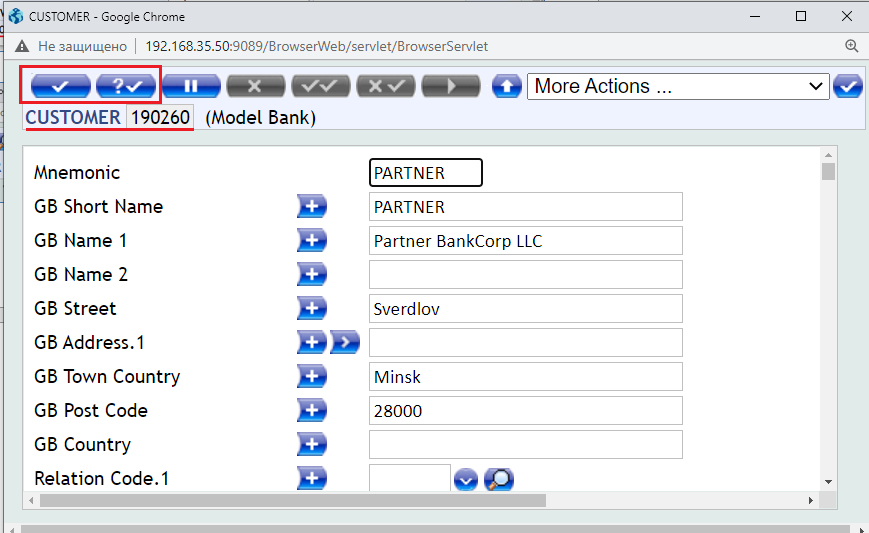 CUSTOMER - Google Chrome
Не защищено 192.168.35.50:9089/BrowserWeb/servlet/BrowserServlet
More Actions ...
CUSTOMER 190260 (Model Bank)
Mnemonic PARTNER
GB Short Name PARTNER
GB Name 1 Partner BankCorp LLC
GB Name 2
GB Street Sverdlov
GB Address.1
GB Town Country Minsk
GB Post Code 28000
GB Country
Relation Code.1